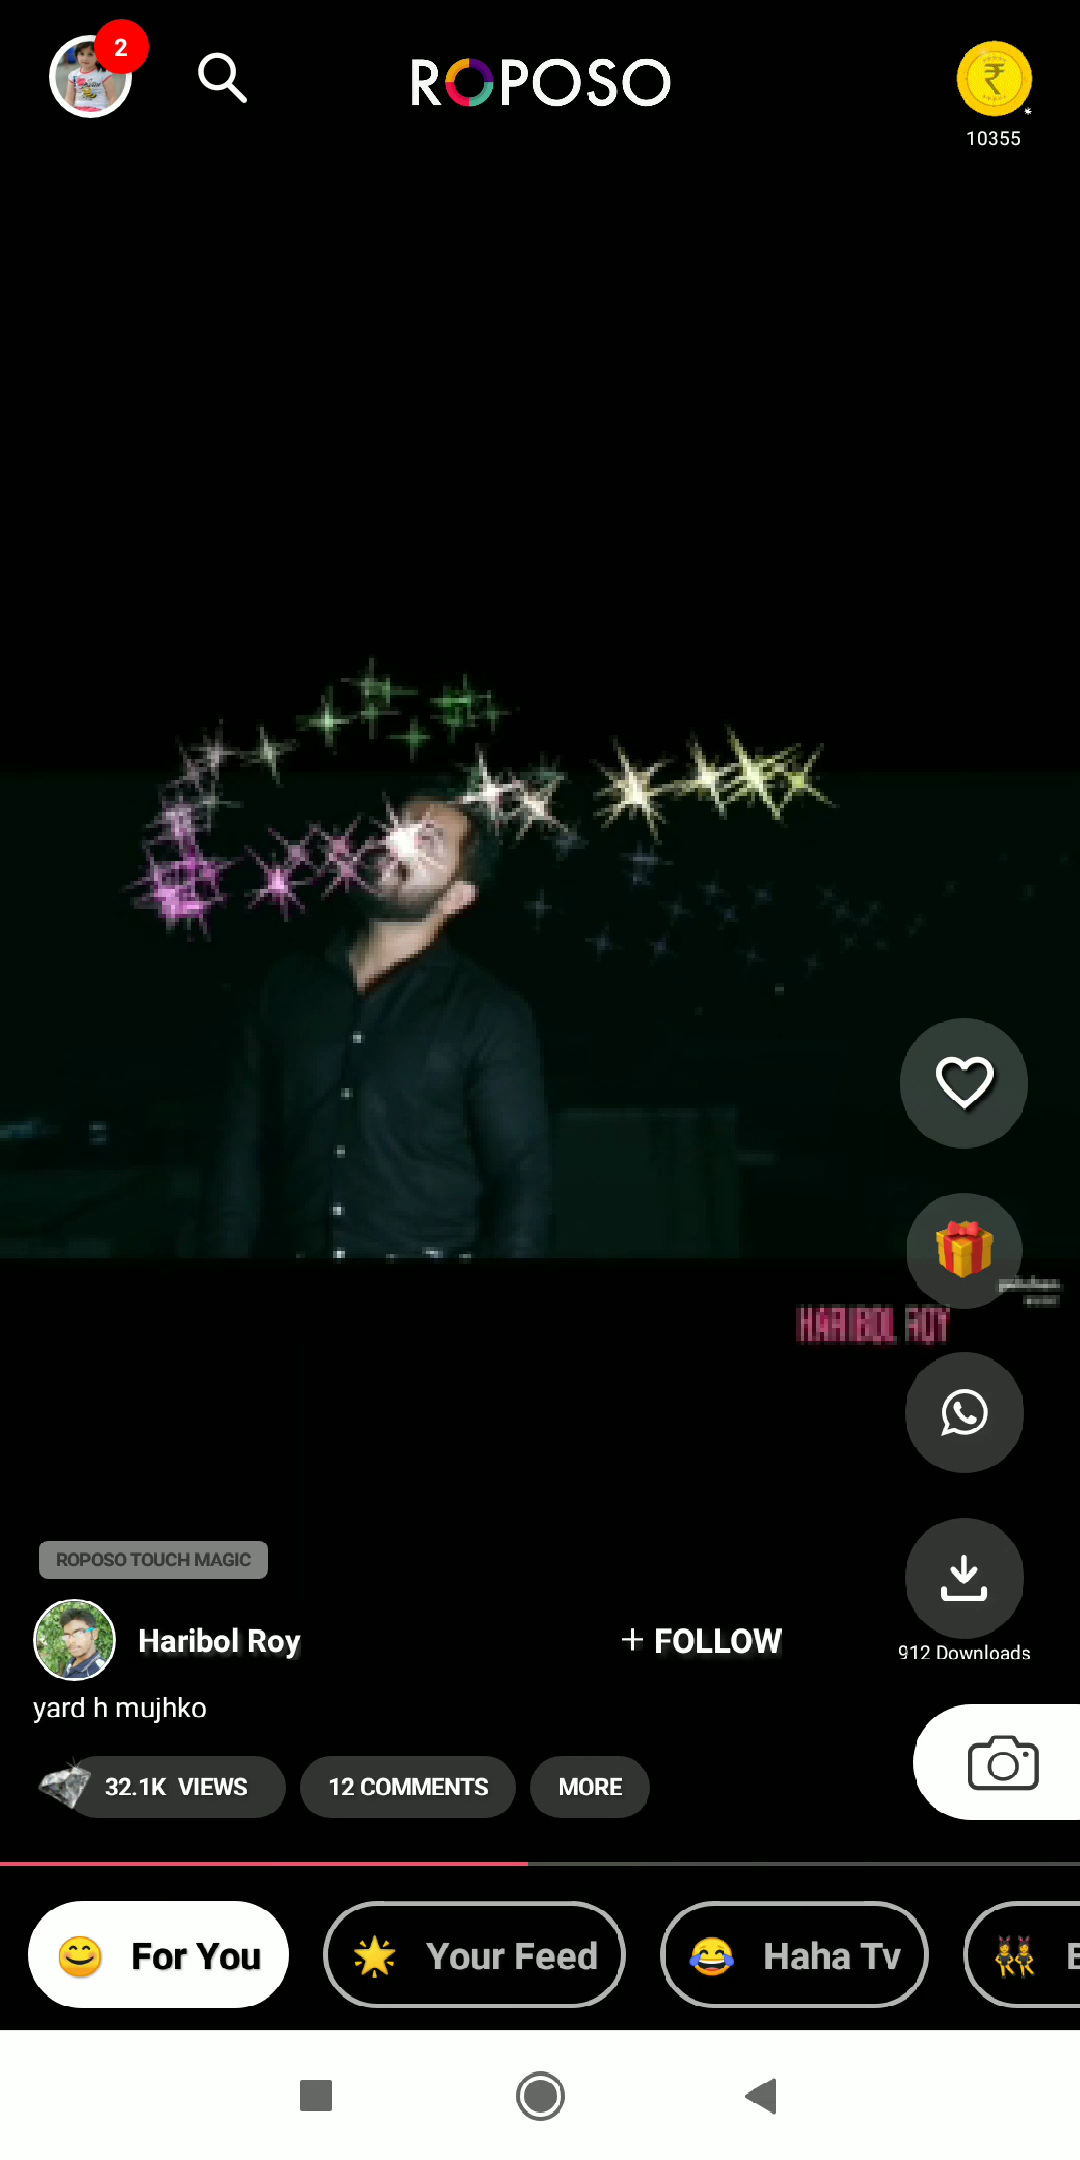 2
ROPOSO
10355
HARIBOL ROY
ROPOSO TOUCH MAGIC
Haribol Roy
+ FOLLOW
912 Downloads
yard h mujhko
32.1K VIEWS
12 COMMENTS
MORE
For You
Your Feed
Haha Tv